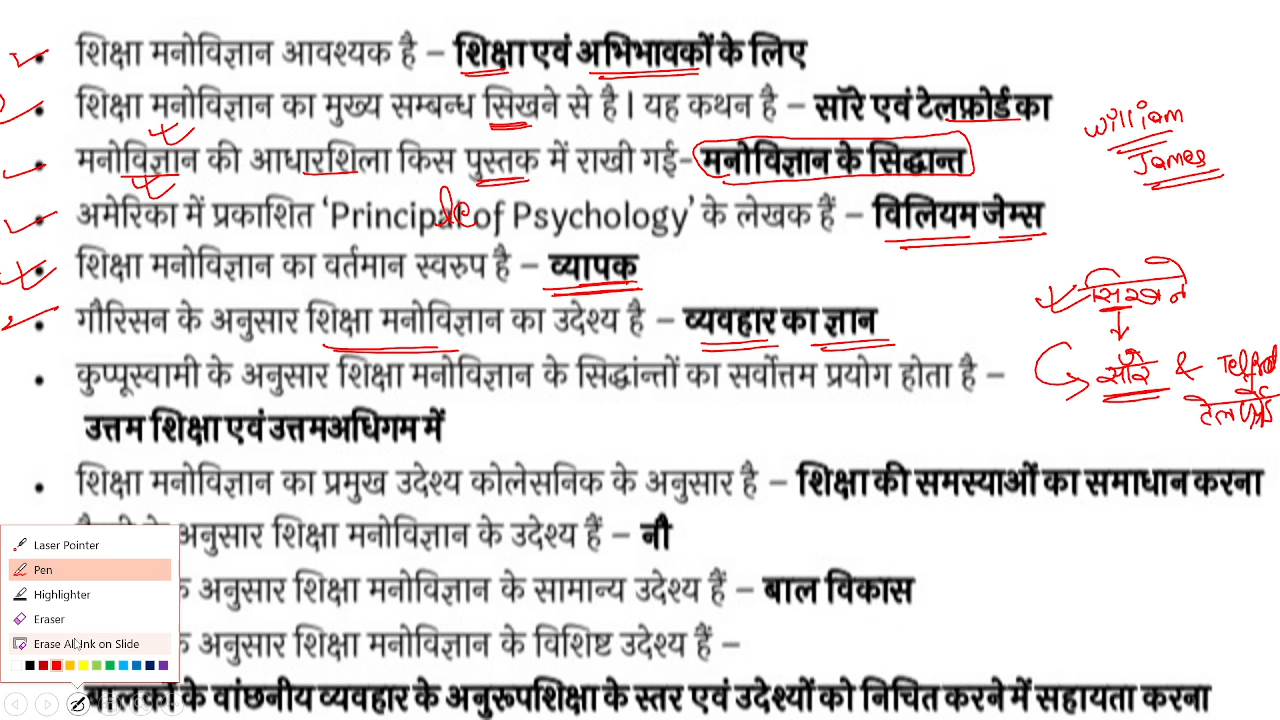 शिक्षा मनोविज्ञान आवश्यक है – शिक्षा एवं अभिभावकों के लिए
शिक्षा मनोविज्ञान का मुख्य सम्बन्ध सिखने से है। यह कथन है – सॉरे एवं टेलफ़ोर्ड का
William
मनोविज्ञान की आधारशिला किस पुस्तक में राखी गई- मनोविज्ञान के सिद्धान्त
James
अमेरिका में प्रकाशित ‘Principal of Psychology’ के लेखक हैं – विलियम जेम्स
le
शिक्षा मनोविज्ञान का वर्तमान स्वरुप है – व्यापक
सिखने
गौरिसन के अनुसार शिक्षा मनोविज्ञान का उदेश्य है – व्यवहार का ज्ञान
कुप्पूस्वामी के अनुसार शिक्षा मनोविज्ञान के सिद्धांन्तों का सर्वोत्तम प्रयोग होता है –
सौरे & Telford
उत्तम शिक्षा एवं उत्तमअधिगम में
शिक्षा मनोविज्ञान का प्रमुख उदेश्य कोलेसनिक के अनुसार है – शिक्षा की समस्याओं का समाधान करना
अनुसार शिक्षा मनोविज्ञान के उदेश्य हैं – नौ
के अनुसार शिक्षा मनोविज्ञान के सामान्य उदेश्य हैं – बाल विकास
के अनुसार शिक्षा मनोविज्ञान के विशिष्ट उदेश्य हैं –
के वांछनीय व्यवहार के अनुरूपशिक्षा के स्तर एवं उदेश्यों को निचित करने में सहायता करना
Laser Pointer
Pen
Highlighter
Eraser
Erase All Ink on Slide